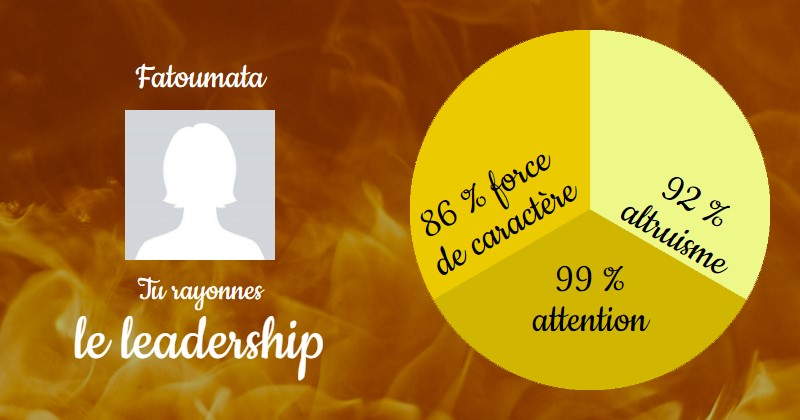 Fatoumata
Tu rayonnes
le leadership
86 % force
de caractère
92 %
altruisme
99 %
attention